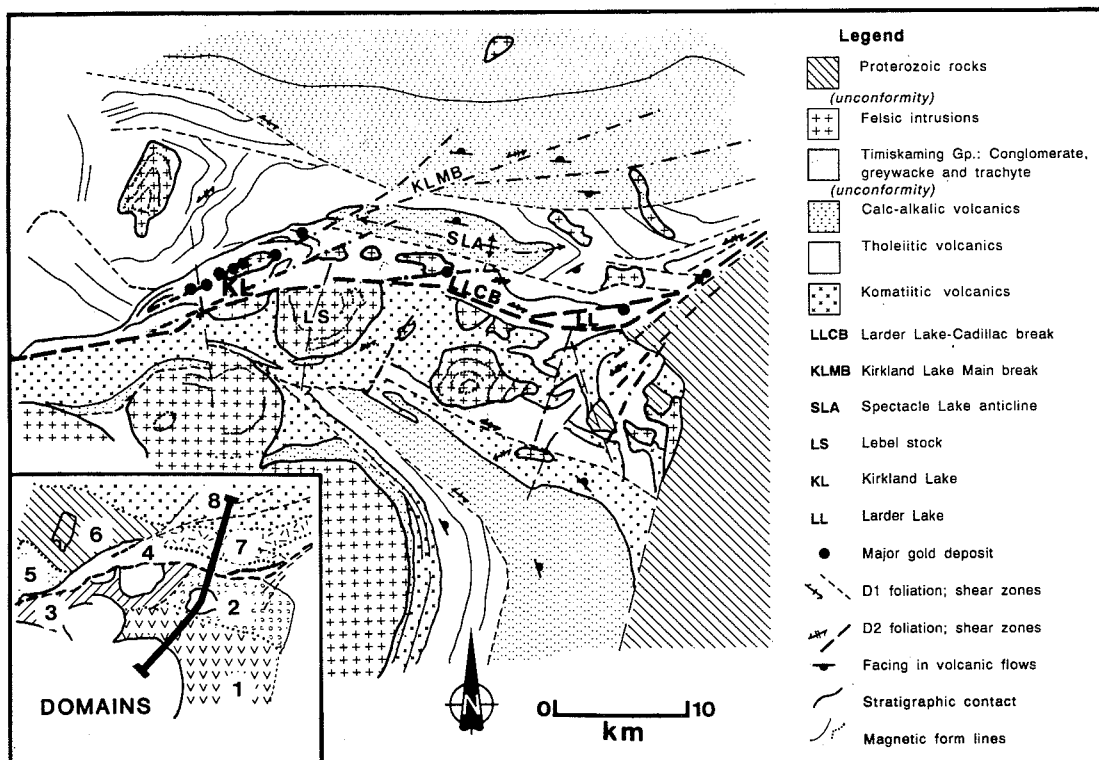 Legend
Proterozoic rocks
(unconformity)
Felsic intrusions
Timiskaming Gp.: Conglomerate,
greywacke and trachyte
(unconformity)
Calc-alkalic volcanics
Tholeiitic volcanics
Komatiitic volcanics
LLCB Larder Lake-Cadillac break
KLMB Kirkland Lake Main break
SLA Spectacle Lake anticline
LS Lebel stock
KL Kirkland Lake
LL Larder Lake
Major gold deposit
D1 foliation; shear zones
D2 foliation; shear zones
Facing in volcanic flows
Stratigraphic contact
Magnetic form lines
KLMB
SLA
KL
LLCB
LS
LL
8
6
4
7
5
3
2
1
DOMAINS
N
0 10
km